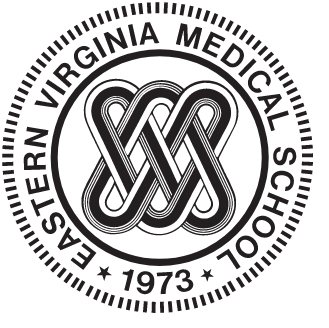 EASTERN VIRGINIA MEDICAL SCHOOL
★ 1973 ★